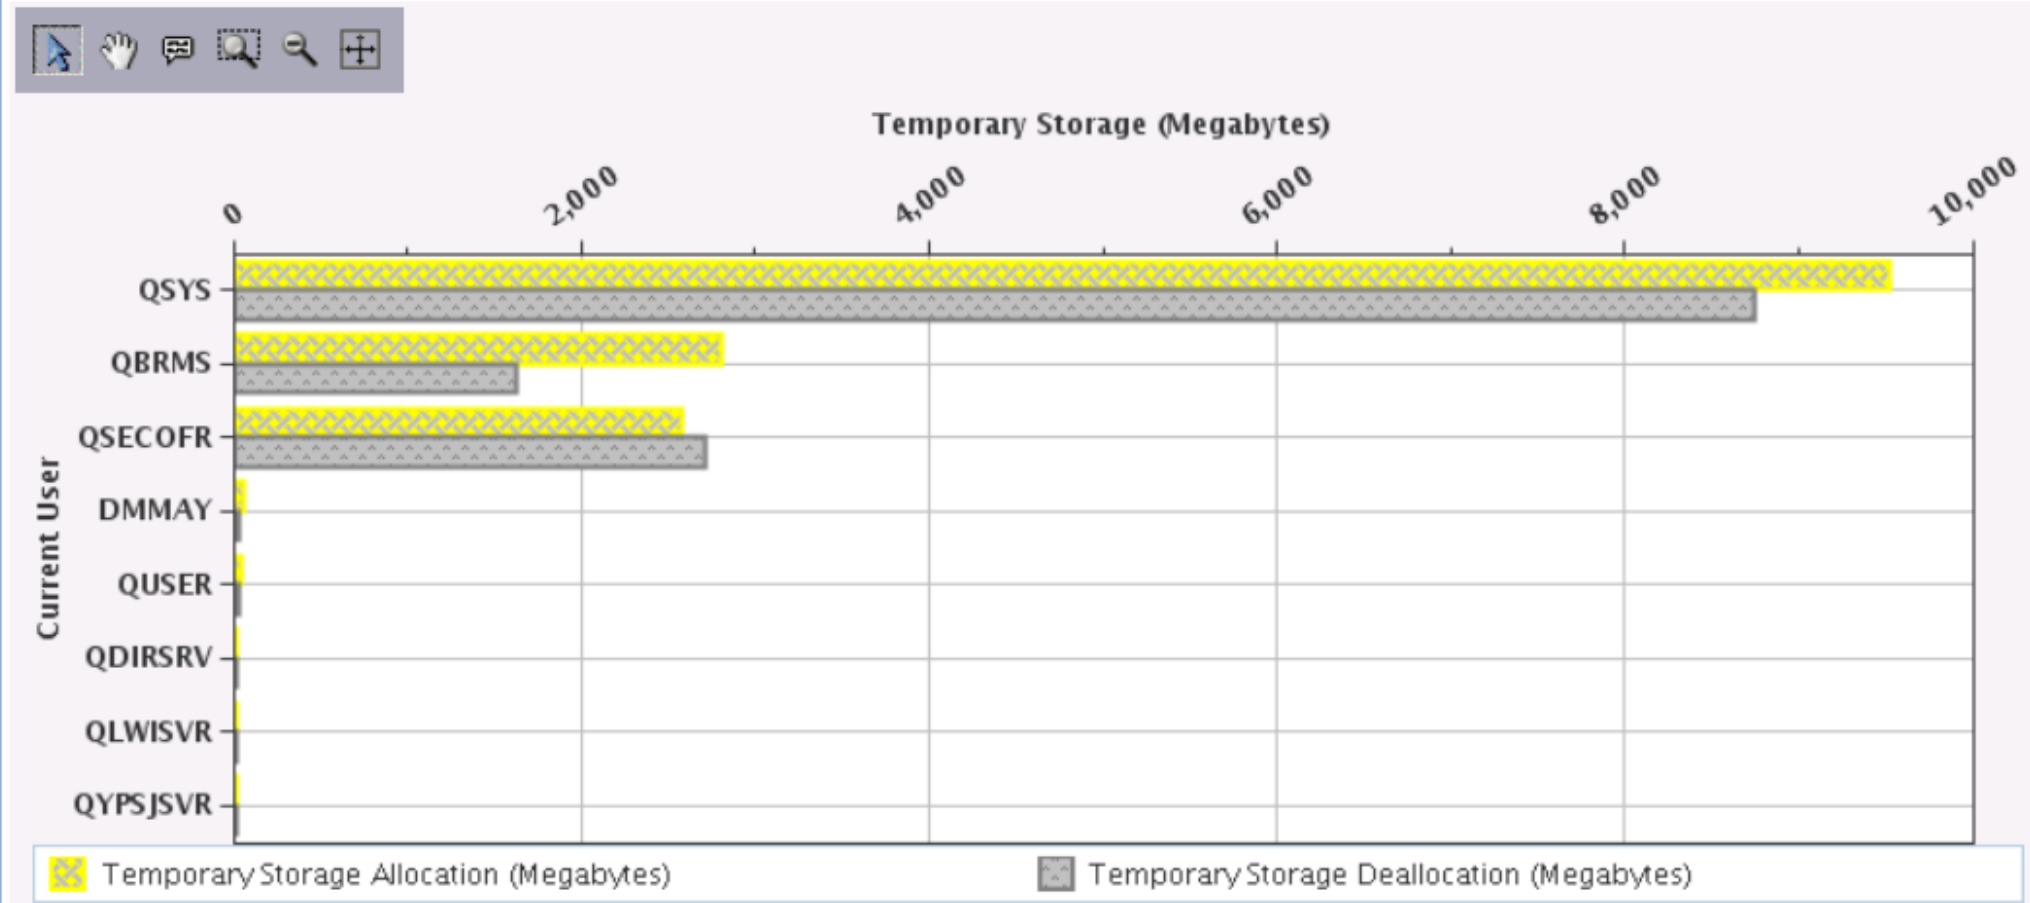 Temporary Storage (Megabytes)
0
2,000
4,000
6,000
8,000
10,000
Current User
QSYS
QBRMS
QSECOFR
DMMAY
QUSER
QDIRSRV
QLWISVR
QYPSJSVR
Temporary Storage Allocation (Megabytes)
Temporary Storage Deallocation (Megabytes)